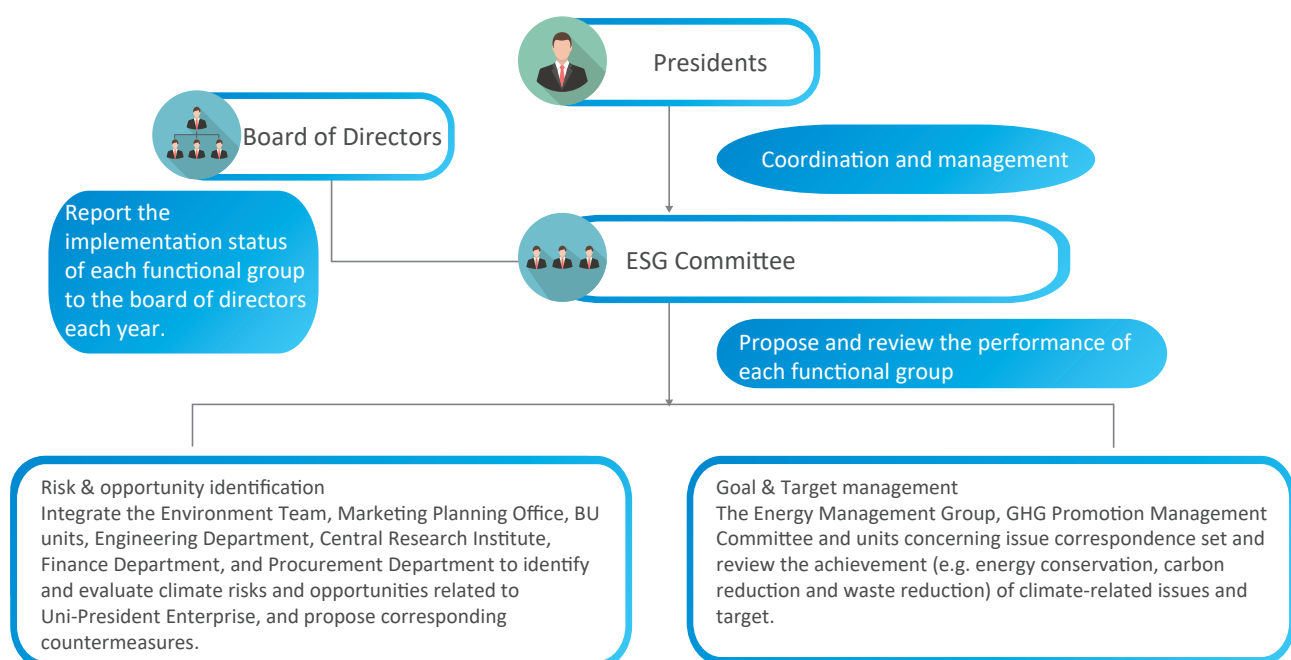 Presidents
Board of Directors
Coordination and management
Report the
implementation status
of each functional group
to the board of directors
each year.
ESG Committee
Propose and review the performance of
each functional group
Risk & opportunity identification
Integrate the Environment Team, Marketing Planning Office, BU
units, Engineering Department, Central Research Institute,
Finance Department, and Procurement Department to identify
and evaluate climate risks and opportunities related to
Uni-President Enterprise, and propose corresponding
countermeasures.
Goal & Target management
The Energy Management Group, GHG Promotion Management
Committee and units concerning issue correspondence set and
review the achievement (e.g. energy conservation, carbon
reduction and waste reduction) of climate-related issues and
target.